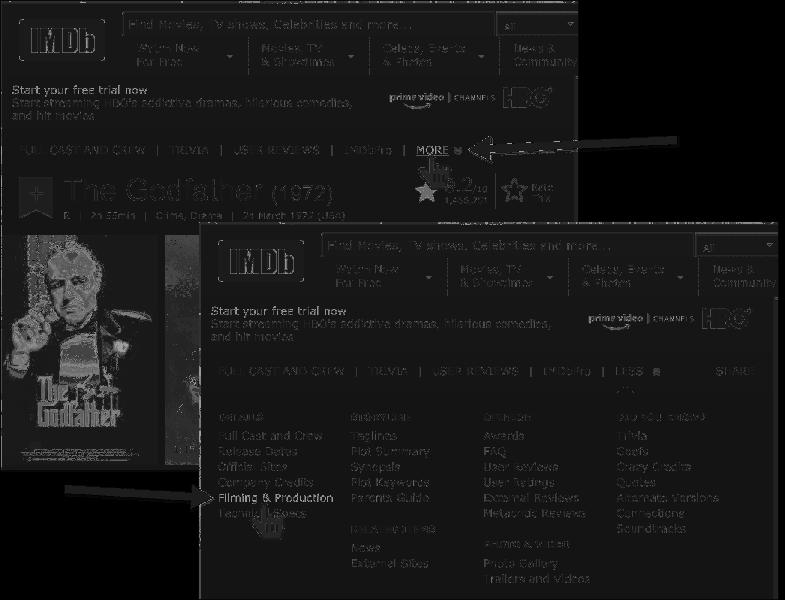 IMDb
Find Movies, TV shows, Celebrities and more...
All
Watch Now
For Free
Movies, TV
& Showtimes
Celebs, Events
& Photos
News &
Community
Start your free trial now
Start streaming HBO's addictive dramas, hilarious comedies,
and hit movies
prime video | CHANNELS
HBO
FULL CAST AND CREW | TRIVIA | USER REVIEWS | IMDbPro | MORE
The Godfather (1972)
9.2/10
Rate
This
R | 2h 55min | Crime, Drama | 24 March 1972 (USA)
The
Godfather
IMDb
Find Movies, TV shows, Celebrities and more...
All
Watch Now
For Free
Movies, TV
& Showtimes
Celebs, Events
& Photos
News &
Community
Start your free trial now
Start streaming HBO's addictive dramas, hilarious comedies,
and hit movies
prime video | CHANNELS
HBO
FULL CAST AND CREW | TRIVIA | USER REVIEWS | IMDbPro | LESS
SHARE
DETAILS
Full Cast and Crew
Release Dates
Official Sites
Company Credits
Filming & Production
Technical Specs
STORYLINE
Taglines
Plot Summary
Synopsis
Plot Keywords
Parents Guide
RELATED ITEMS
News
External Sites
OPINION
Awards
FAQ
User Reviews
User Ratings
External Reviews
Metacritic Reviews
PHOTO & VIDEO
Photo Gallery
Trailers and Videos
DID YOU KNOW?
Trivia
Goofs
Crazy Credits
Quotes
Alternate Versions
Connections
Soundtracks